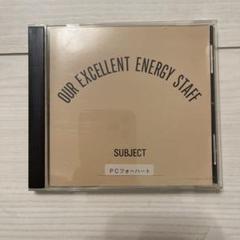 OUR EXCELLENT ENERGY STAFF
SUBJECT
PCフォーハート